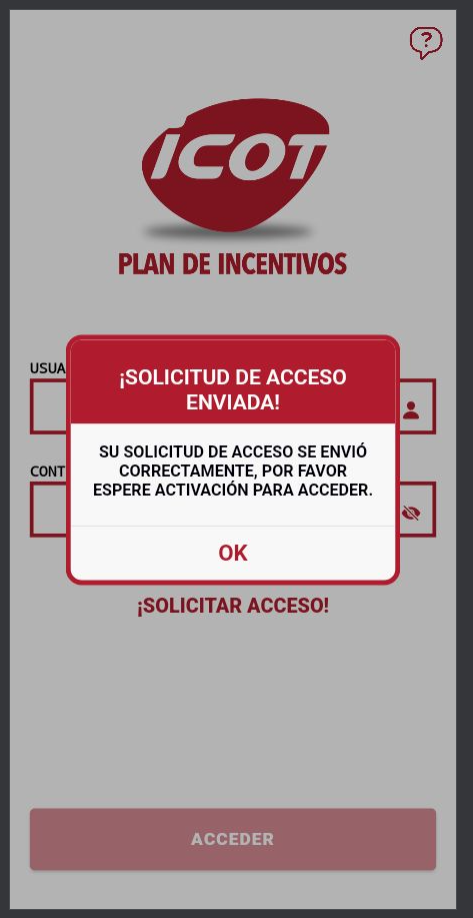 ?
ICOT
PLAN DE INCENTIVOS
USUA
¡SOLICITUD DE ACCESO
ENVIADA!
SU SOLICITUD DE ACCESO SE ENVIÓ
CORRECTAMENTE, POR FAVOR
ESPERE ACTIVACIÓN PARA ACCEDER.
CONT
OK
¡SOLICITAR ACCESO!
ACCEDER